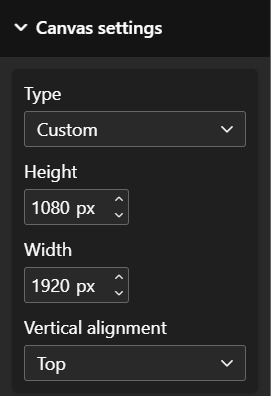 Canvas settings
Type
Custom
Height
1080 px
Width
1920 px
Vertical alignment
Top